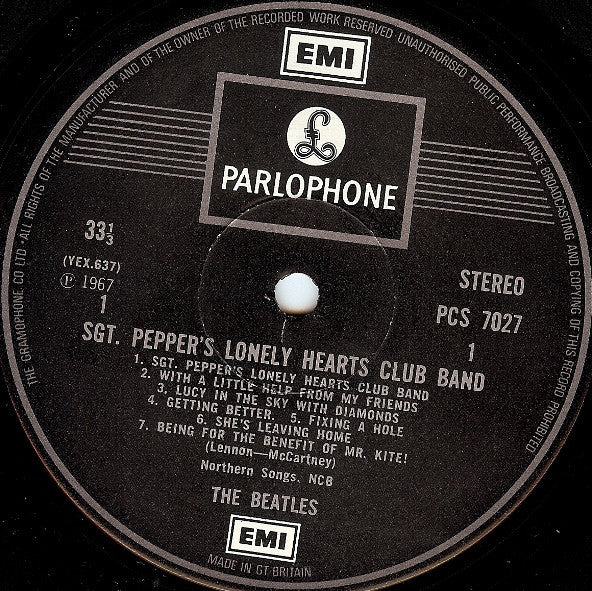 THE GRAMOPHONE CO LTD · ALL RIGHTS OF THE MANUFACTURER AND OF THE OWNER OF THE RECORDED WORK RESERVED · UNAUTHORISED PUBLIC PERFORMANCE BROADCASTING AND COPYING OF THIS RECORD PROHIBITED
EMI
£
PARLOPHONE
33⅓
(YEX.637)
Ⓟ 1967
1
STEREO
PCS 7027
1
SGT. PEPPER'S LONELY HEARTS CLUB BAND
1. SGT. PEPPER'S LONELY HEARTS CLUB BAND
2. WITH A LITTLE HELP FROM MY FRIENDS
3. LUCY IN THE SKY WITH DIAMONDS
4. GETTING BETTER. 5. FIXING A HOLE
6. SHE'S LEAVING HOME
7. BEING FOR THE BENEFIT OF MR. KITE!
(Lennon—McCartney)
Northern Songs. NCB
THE BEATLES
EMI
MADE IN GT BRITAIN